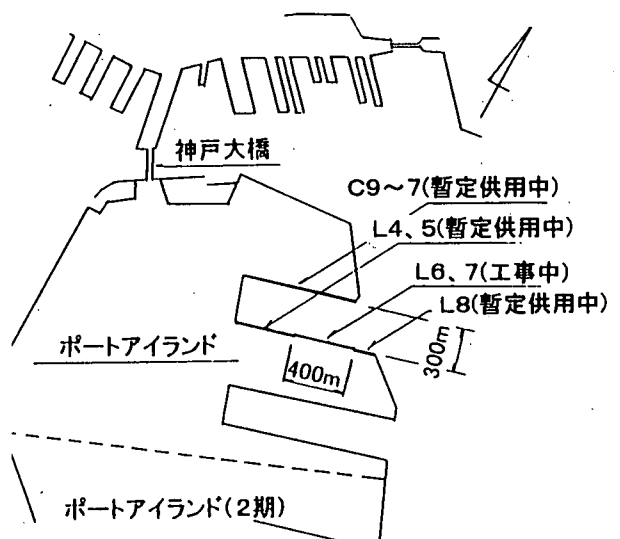 神戸大橋
C9～7(暫定供用中)
L4、5(暫定供用中)
L6、7(工事中)
L8(暫定供用中)
ポートアイランド
400m
300m
ポートアイランド(2期)